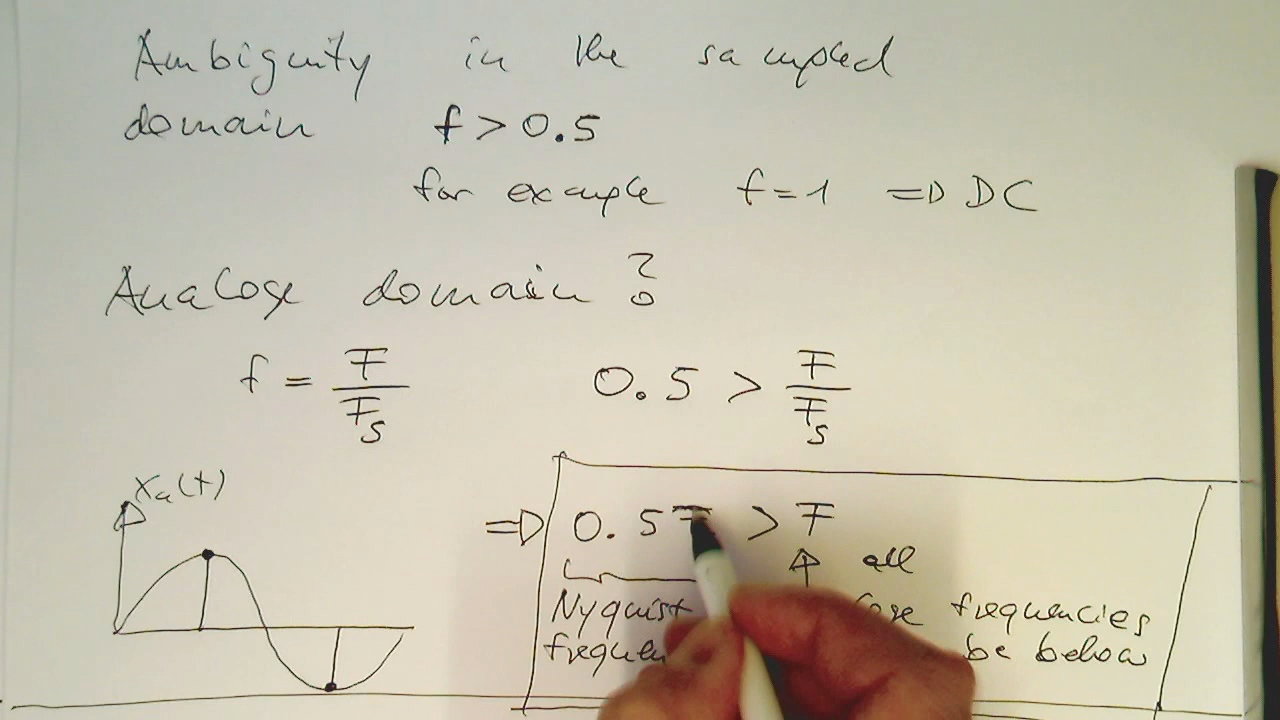 Ambiguity in the sampled
domain f > 0.5
for example f = 1 => DC
Analoge domain ?
f = F / Fs 0.5 > F / Fs
Xa(t)
=> 0.5 F > F
all
Nyquist frequencies
be below